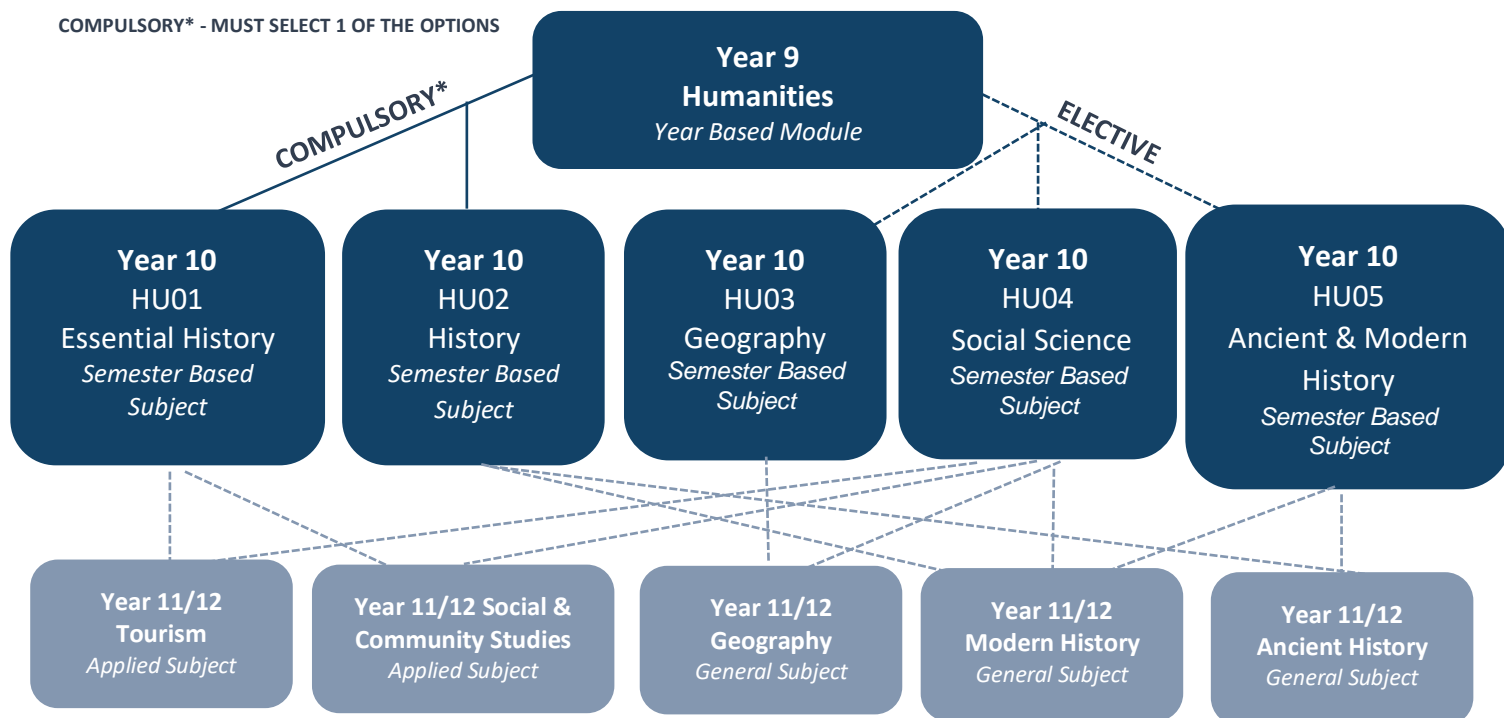 COMPULSORY* - MUST SELECT 1 OF THE OPTIONS
Year 9
Humanities
Year Based Module
COMPULSORY*
ELECTIVE
Year 10
HU01
Essential History
Semester Based
Subject
Year 10
HU02
History
Semester Based
Subject
Year 10
HU03
Geography
Semester Based
Subject
Year 10
HU04
Social Science
Semester Based
Subject
Year 10
HU05
Ancient & Modern
History
Semester Based
Subject
Year 11/12
Tourism
Applied Subject
Year 11/12 Social &
Community Studies
Applied Subject
Year 11/12
Geography
General Subject
Year 11/12
Modern History
General Subject
Year 11/12
Ancient History
General Subject